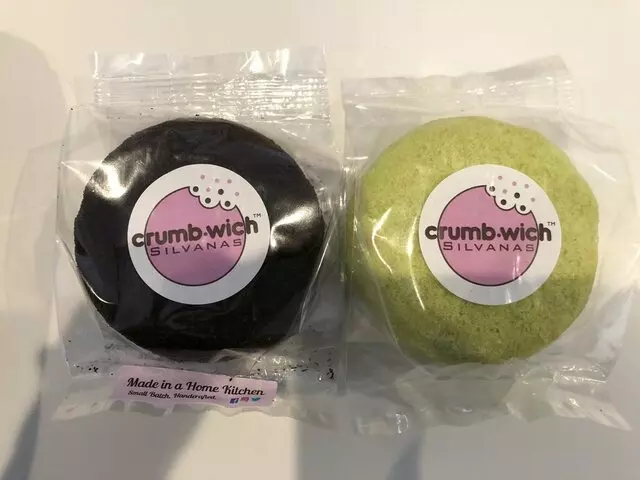 crumb.wich™
SILVANAS
crumb.wich™
SILVANAS
Made in a Home Kitchen
Small Batch, Handcrafted.